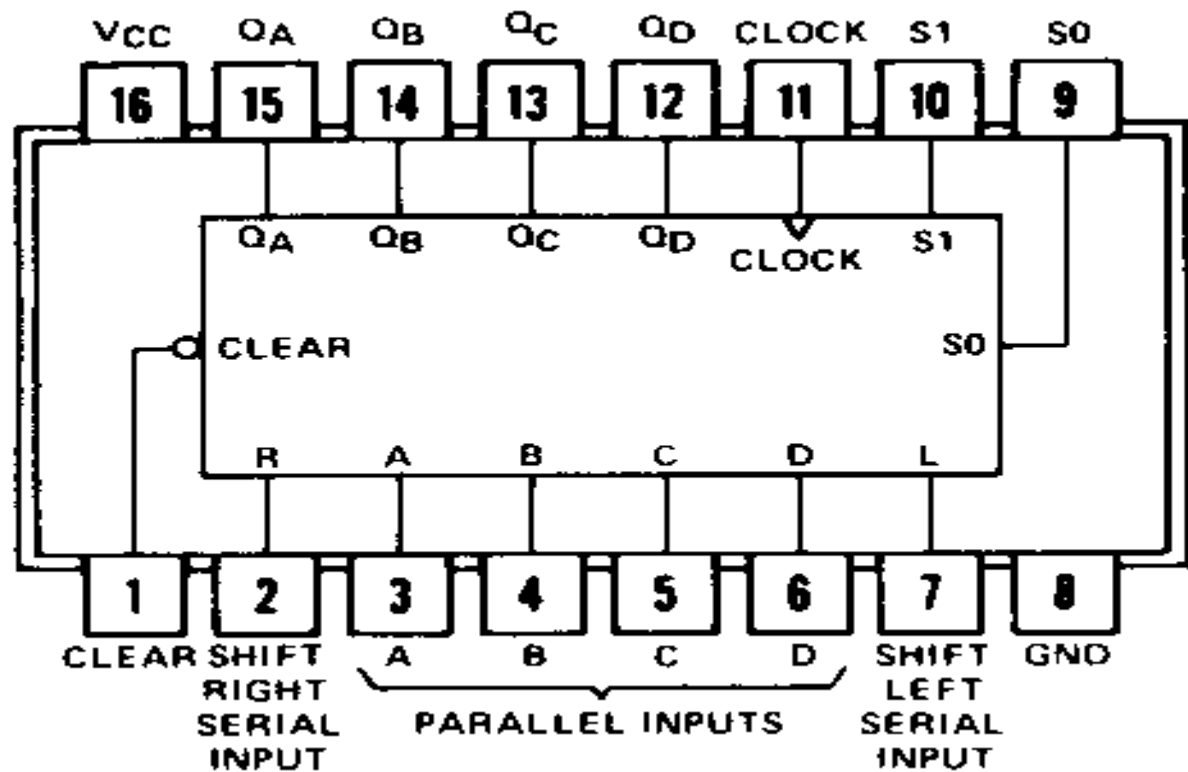 VCC QA QB QC QD CLOCK S1 S0
16 15 14 13 12 11 10 9
QA QB QC QD CLOCK S1
CLEAR S0
R A B C D L
1 2 3 4 5 6 7 8
CLEAR SHIFT A B C D SHIFT GND
RIGHT LEFT
SERIAL PARALLEL INPUTS SERIAL
INPUT INPUT